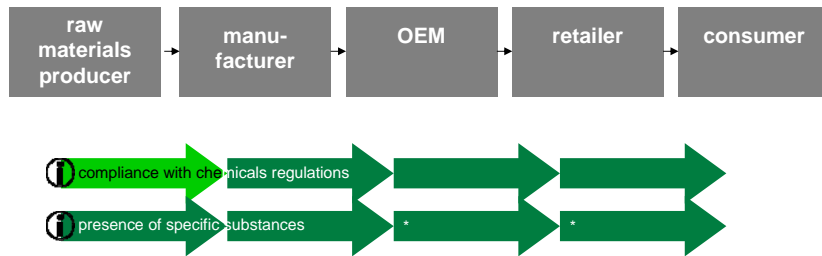 raw
materials
producer
manu-
facturer
OEM
retailer
consumer
i compliance with chemicals regulations
i presence of specific substances * *